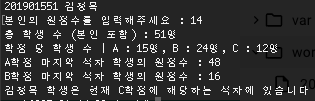 201901551 김정목
본인의 원점수를 입력해주세요 : 14
총 학생 수 (본인 포함) : 51명
학점 당 학생 수 | A : 15명, B : 24명, C : 12명
A학점 마지막 석차 학생의 원점수 : 48
B학점 마지막 석차 학생의 원점수 : 16
김정목 학생은 현재 C학점에 해당하는 석차에 있습니다
var
wor